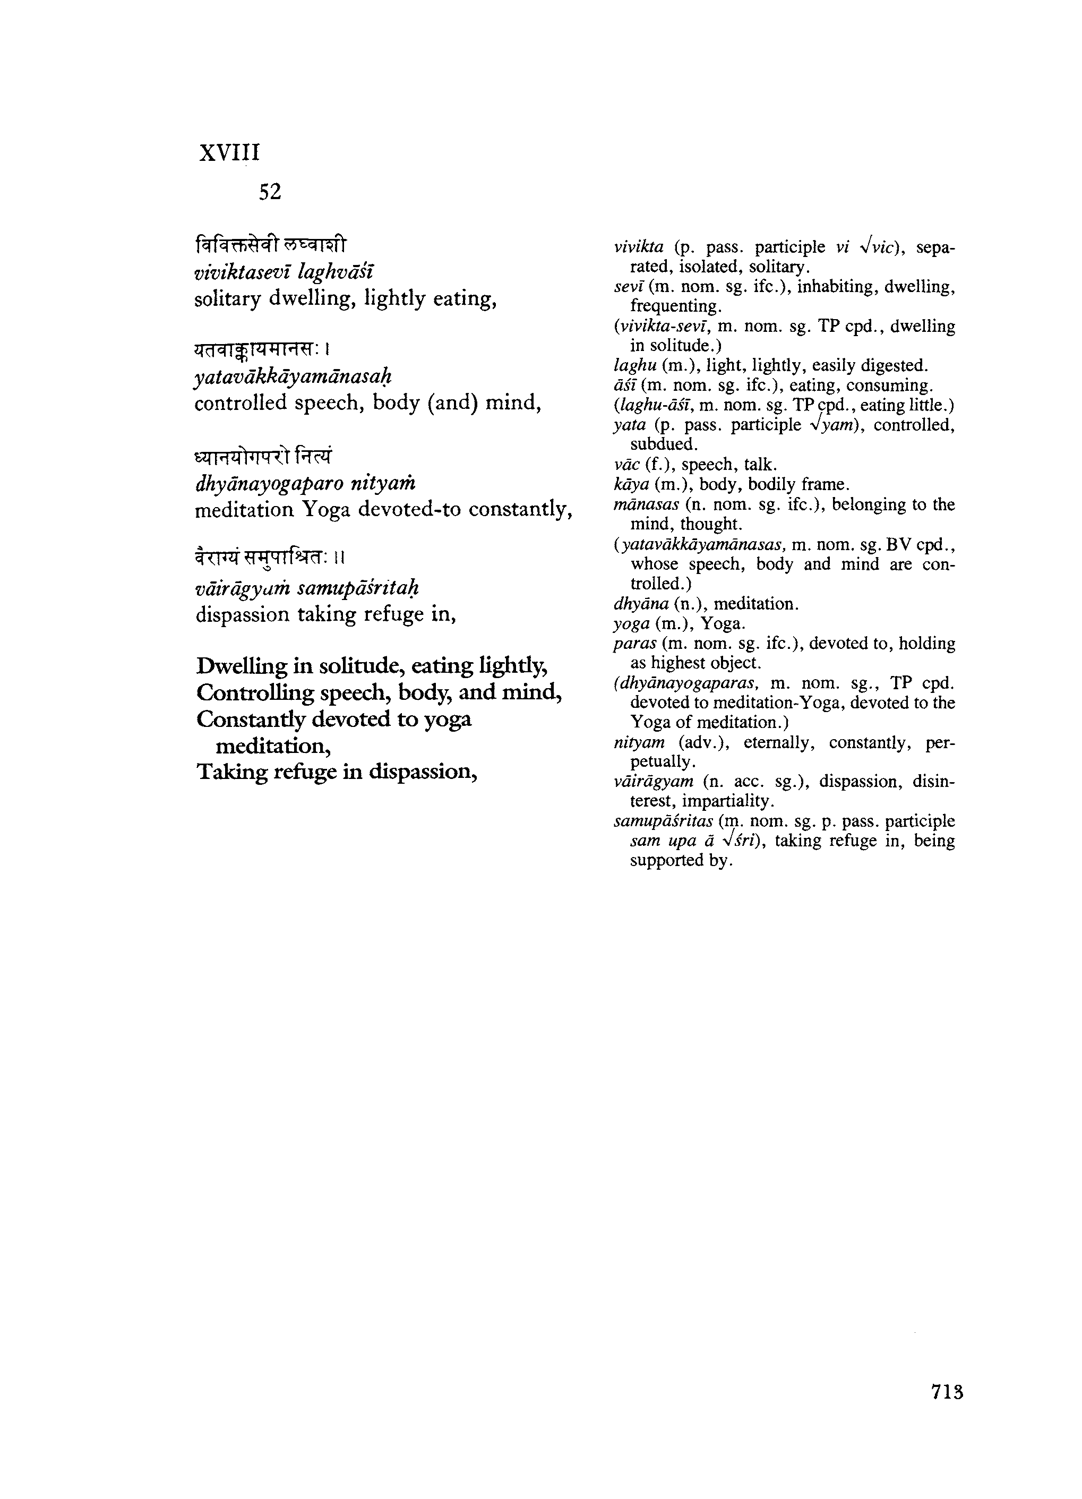 XVIII
52
विविक्तसेवी लघ्वाशी
viviktasevī laghvāśī
solitary dwelling, lightly eating,
यतवाक्कायमानसः ।
yatavākkāyamānasaḥ
controlled speech, body (and) mind,
ध्यानयोगपरो नित्यं
dhyānayogaparo nityaṁ
meditation Yoga devoted-to constantly,
वैराग्यं समुपाश्रितः ॥
vāirāgyaṁ samupāśritaḥ
dispassion taking refuge in,
Dwelling in solitude, eating lightly,
Controlling speech, body, and mind,
Constantly devoted to yoga
meditation,
Taking refuge in dispassion,
vivikta (p. pass. participle vi √vic), sepa-
rated, isolated, solitary.
sevī (m. nom. sg. ifc.), inhabiting, dwelling,
frequenting.
(vivikta-sevī, m. nom. sg. TP cpd., dwelling
in solitude.)
laghu (m.), light, lightly, easily digested.
āśī (m. nom. sg. ifc.), eating, consuming.
(laghu-āśī, m. nom. sg. TP cpd., eating little.)
yata (p. pass. participle √yam), controlled,
subdued.
vāc (f.), speech, talk.
kāya (m.), body, bodily frame.
mānasas (n. nom. sg. ifc.), belonging to the
mind, thought.
(yatavākkāyamānasas, m. nom. sg. BV cpd.,
whose speech, body and mind are con-
trolled.)
dhyāna (n.), meditation.
yoga (m.), Yoga.
paras (m. nom. sg. ifc.), devoted to, holding
as highest object.
(dhyānayogaparas, m. nom. sg., TP cpd.
devoted to meditation-Yoga, devoted to the
Yoga of meditation.)
nityam (adv.), eternally, constantly, per-
petually.
vāirāgyam (n. acc. sg.), dispassion, disin-
terest, impartiality.
samupāśritas (m. nom. sg. p. pass. participle
sam upa ā √śri), taking refuge in, being
supported by.
713